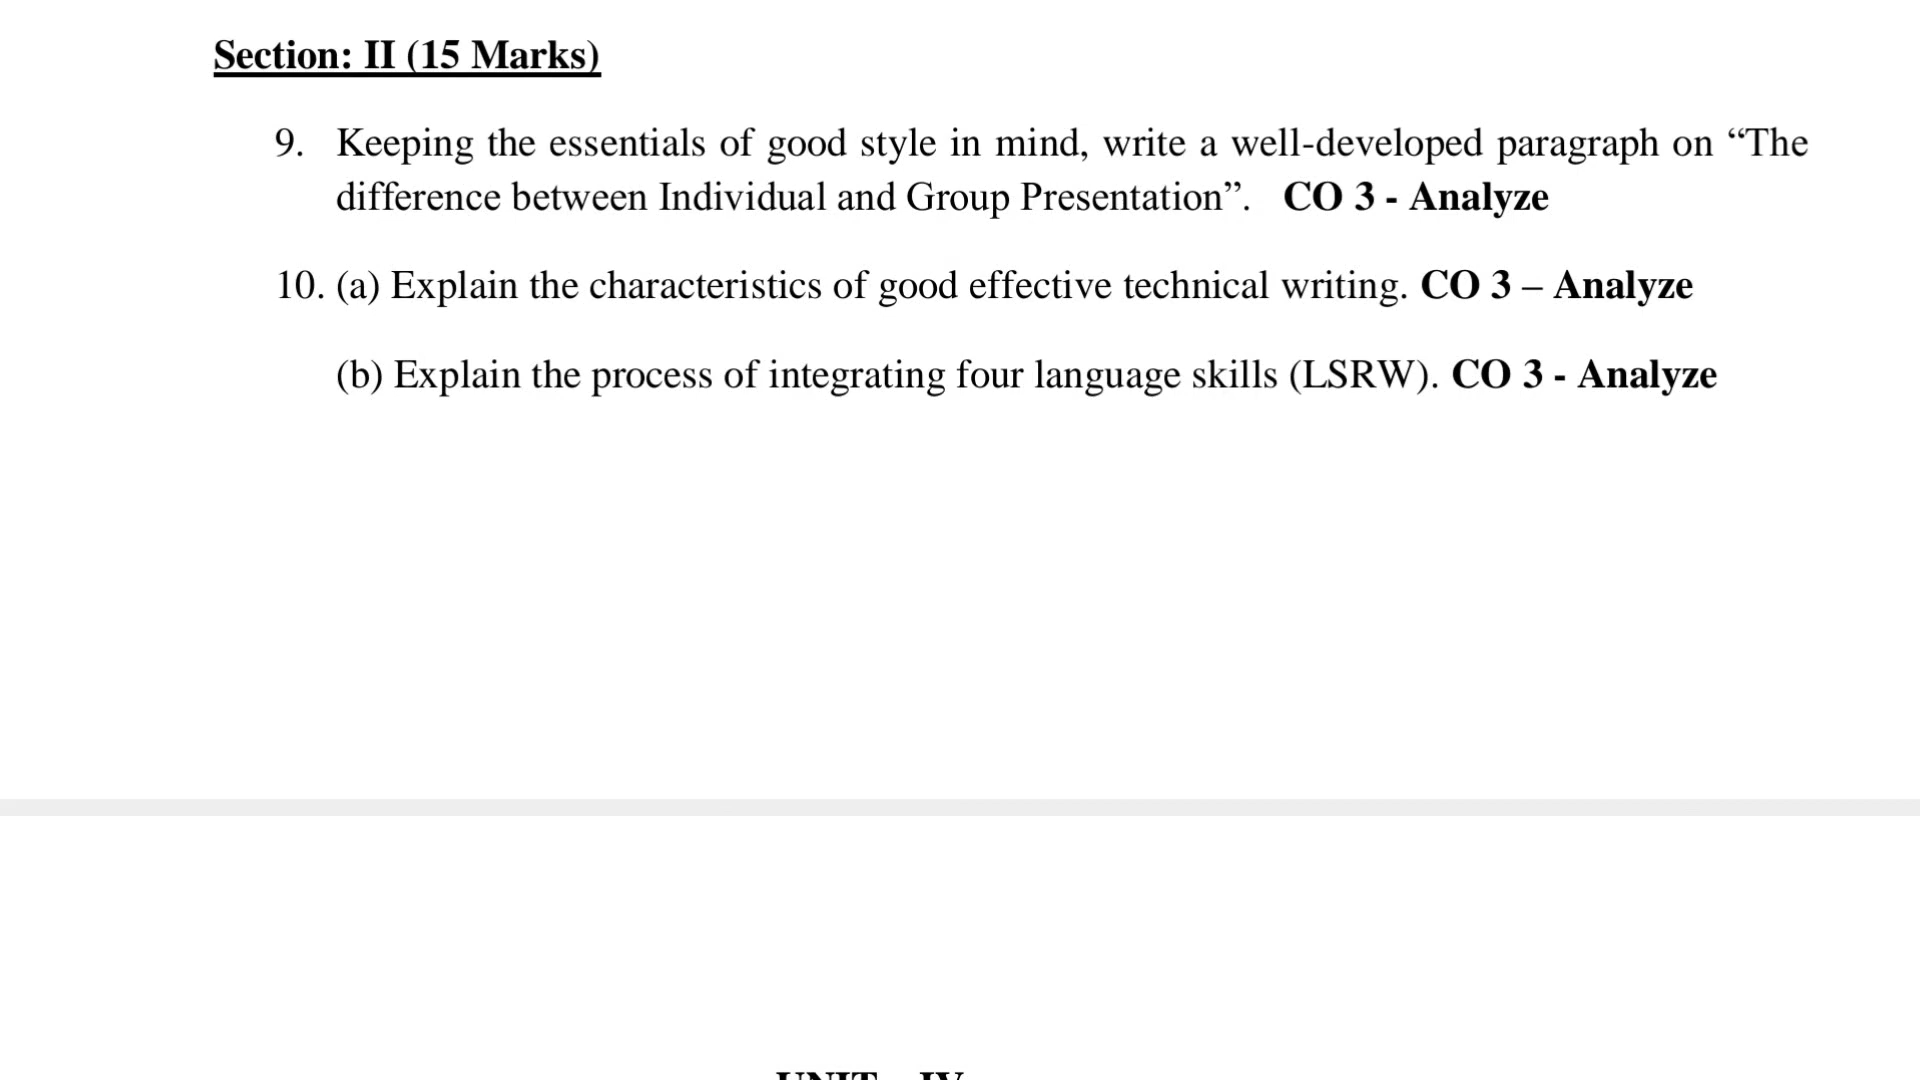 Section: II (15 Marks)
9. Keeping the essentials of good style in mind, write a well-developed paragraph on “The
difference between Individual and Group Presentation”. CO 3 - Analyze
10. (a) Explain the characteristics of good effective technical writing. CO 3 – Analyze
(b) Explain the process of integrating four language skills (LSRW). CO 3 - Analyze